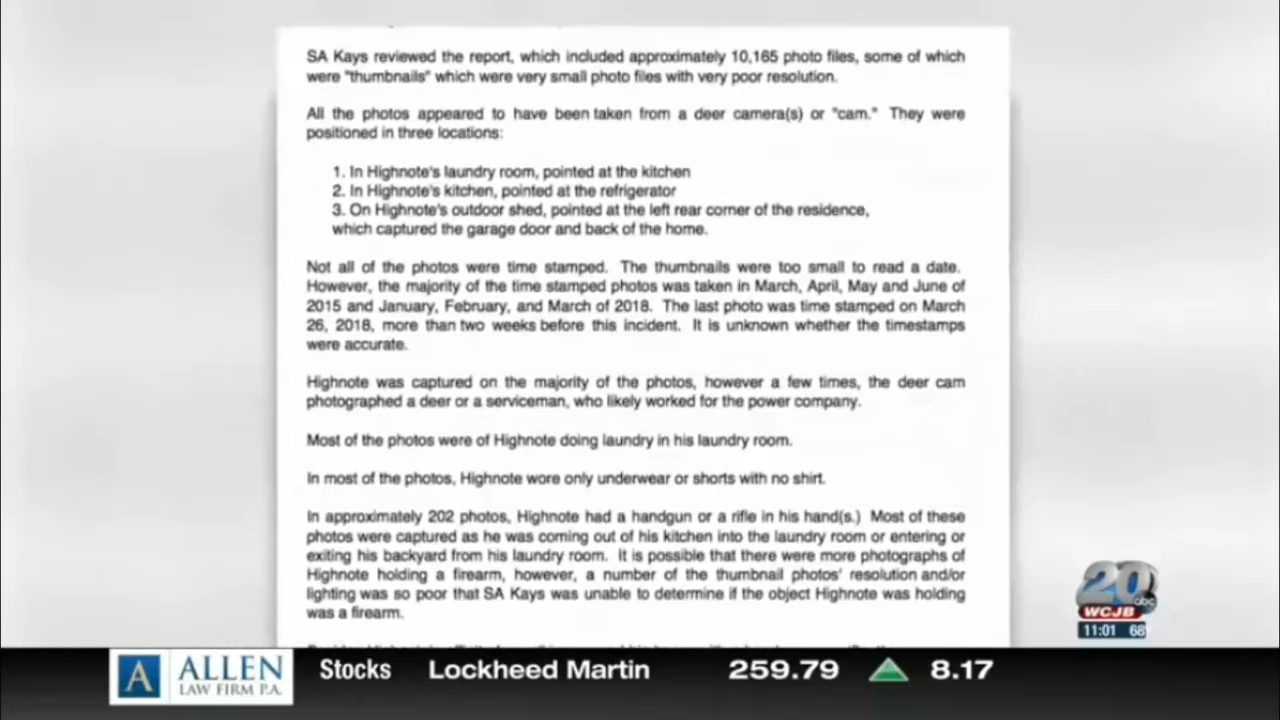 SA Kays reviewed the report, which included approximately 10,165 photo files, some of which
were "thumbnails" which were very small photo files with very poor resolution.
All the photos appeared to have been taken from a deer camera(s) or "cam." They were
positioned in three locations:
1. In Highnote's laundry room, pointed at the kitchen
2. In Highnote's kitchen, pointed at the refrigerator
3. On Highnote's outdoor shed, pointed at the left rear corner of the residence,
which captured the garage door and back of the home.
Not all of the photos were time stamped. The thumbnails were too small to read a date.
However, the majority of the time stamped photos was taken in March, April, May and June of
2015 and January, February, and March of 2018. The last photo was time stamped on March
26, 2018, more than two weeks before this incident. It is unknown whether the timestamps
were accurate.
Highnote was captured on the majority of the photos, however a few times, the deer cam
photographed a deer or a serviceman, who likely worked for the power company.
Most of the photos were of Highnote doing laundry in his laundry room.
In most of the photos, Highnote wore only underwear or shorts with no shirt.
In approximately 202 photos, Highnote had a handgun or a rifle in his hand(s.) Most of these
photos were captured as he was coming out of his kitchen into the laundry room or entering or
exiting his backyard from his laundry room. It is possible that there were more photographs of
Highnote holding a firearm, however, a number of the thumbnail photos' resolution and/or
lighting was so poor that SA Kays was unable to determine if the object Highnote was holding
was a firearm.
20
abc
WCJB
11:01 68
A ALLEN
LAW FIRM P.A.
Stocks Lockheed Martin 259.79 8.17